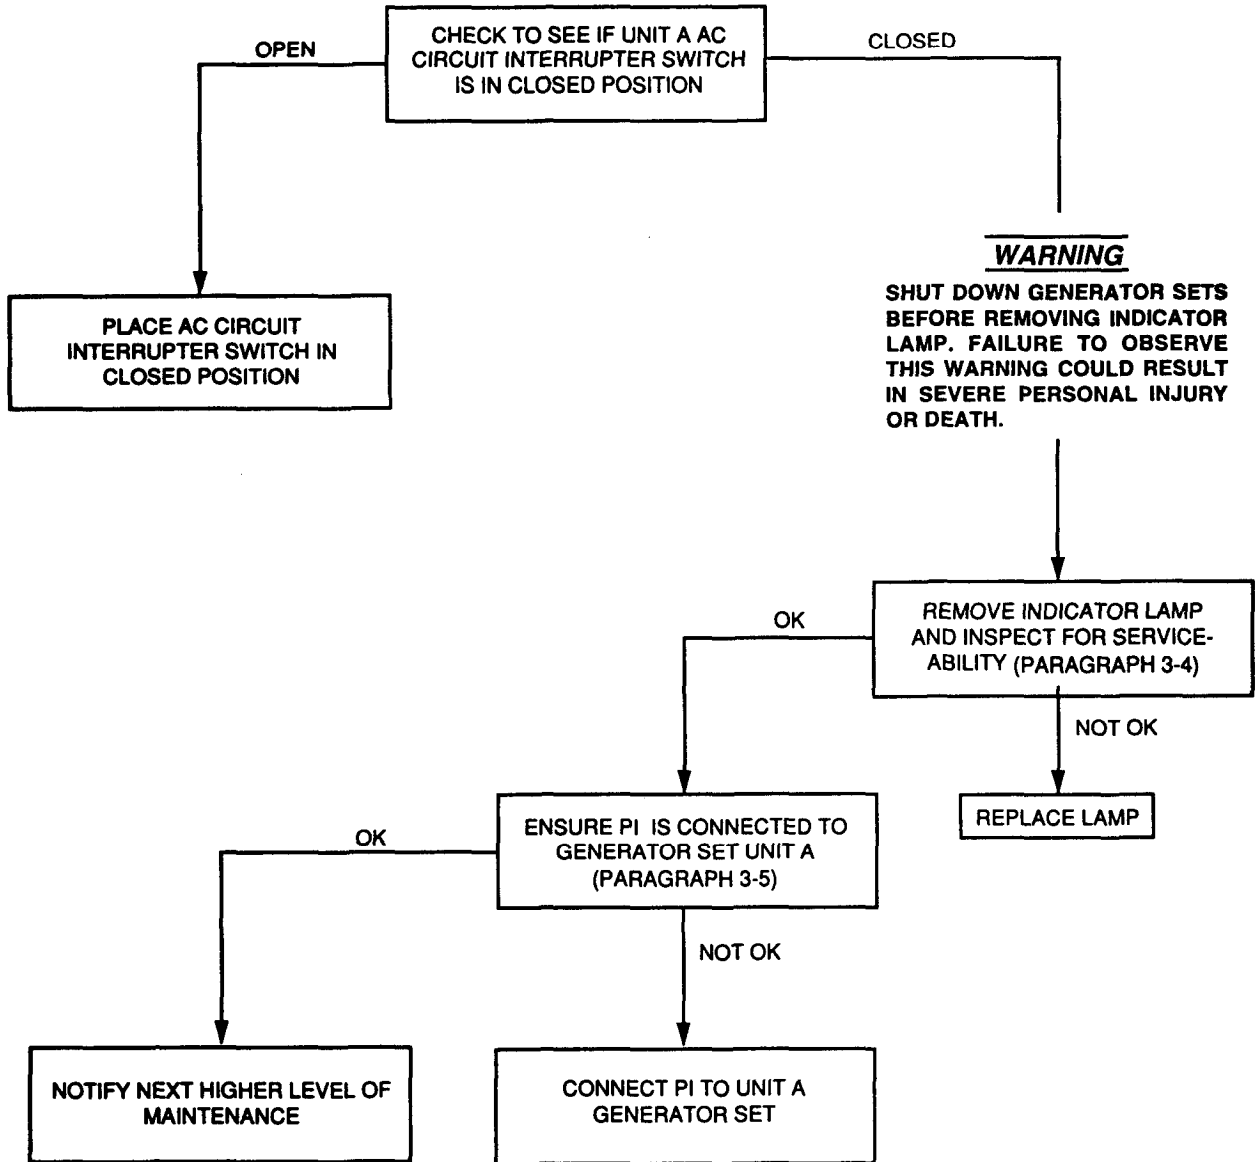 CHECK TO SEE IF UNIT A AC
CIRCUIT INTERRUPTER SWITCH
IS IN CLOSED POSITION
OPEN
CLOSED
PLACE AC CIRCUIT
INTERRUPTER SWITCH IN
CLOSED POSITION
WARNING
SHUT DOWN GENERATOR SETS
BEFORE REMOVING INDICATOR
LAMP. FAILURE TO OBSERVE
THIS WARNING COULD RESULT
IN SEVERE PERSONAL INJURY
OR DEATH.
REMOVE INDICATOR LAMP
AND INSPECT FOR SERVICE-
ABILITY (PARAGRAPH 3-4)
OK
NOT OK
REPLACE LAMP
ENSURE PI IS CONNECTED TO
GENERATOR SET UNIT A
(PARAGRAPH 3-5)
OK
NOT OK
NOTIFY NEXT HIGHER LEVEL OF
MAINTENANCE
CONNECT PI TO UNIT A
GENERATOR SET